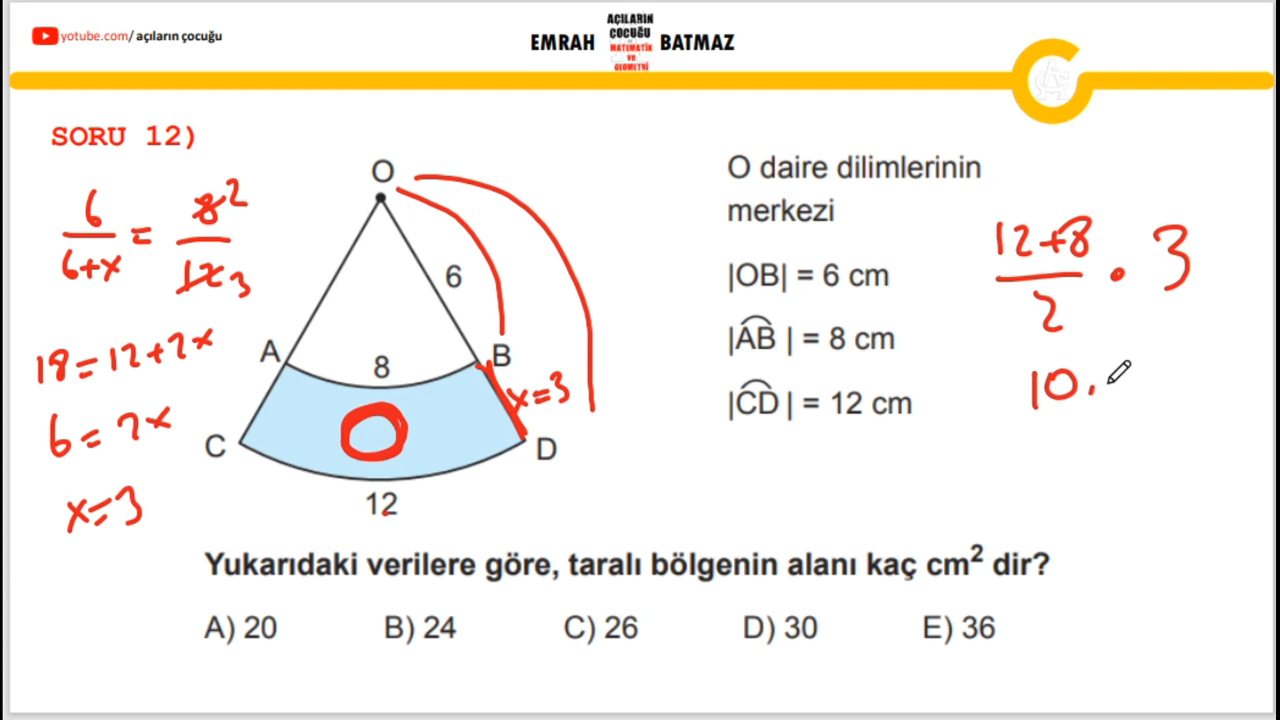 yotube.com/ açıların çocuğu
EMRAH
AÇILARIN
ÇOCUĞU
MATEMATİK
ve
GEOMETRİ
BATMAZ
SORU 12)
6/(6+x) = 8 2/12 3
18=12+2x
6=2x
x=3
O
6
A
8
B
x=3
C
D
12
O daire dilimlerinin
merkezi
|OB| = 6 cm
|AB| = 8 cm
|CD| = 12 cm
(12+8)/2 · 3
10.
Yukarıdaki verilere göre, taralı bölgenin alanı kaç cm² dir?
A) 20 B) 24 C) 26 D) 30 E) 36